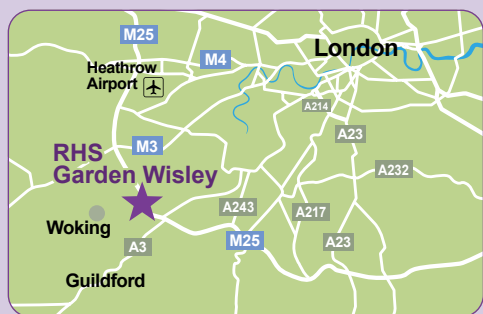 M25
M4
London
Heathrow
Airport
A214
A23
M3
RHS
Garden Wisley
A232
A243
A217
Woking
A3
M25
A23
Guildford